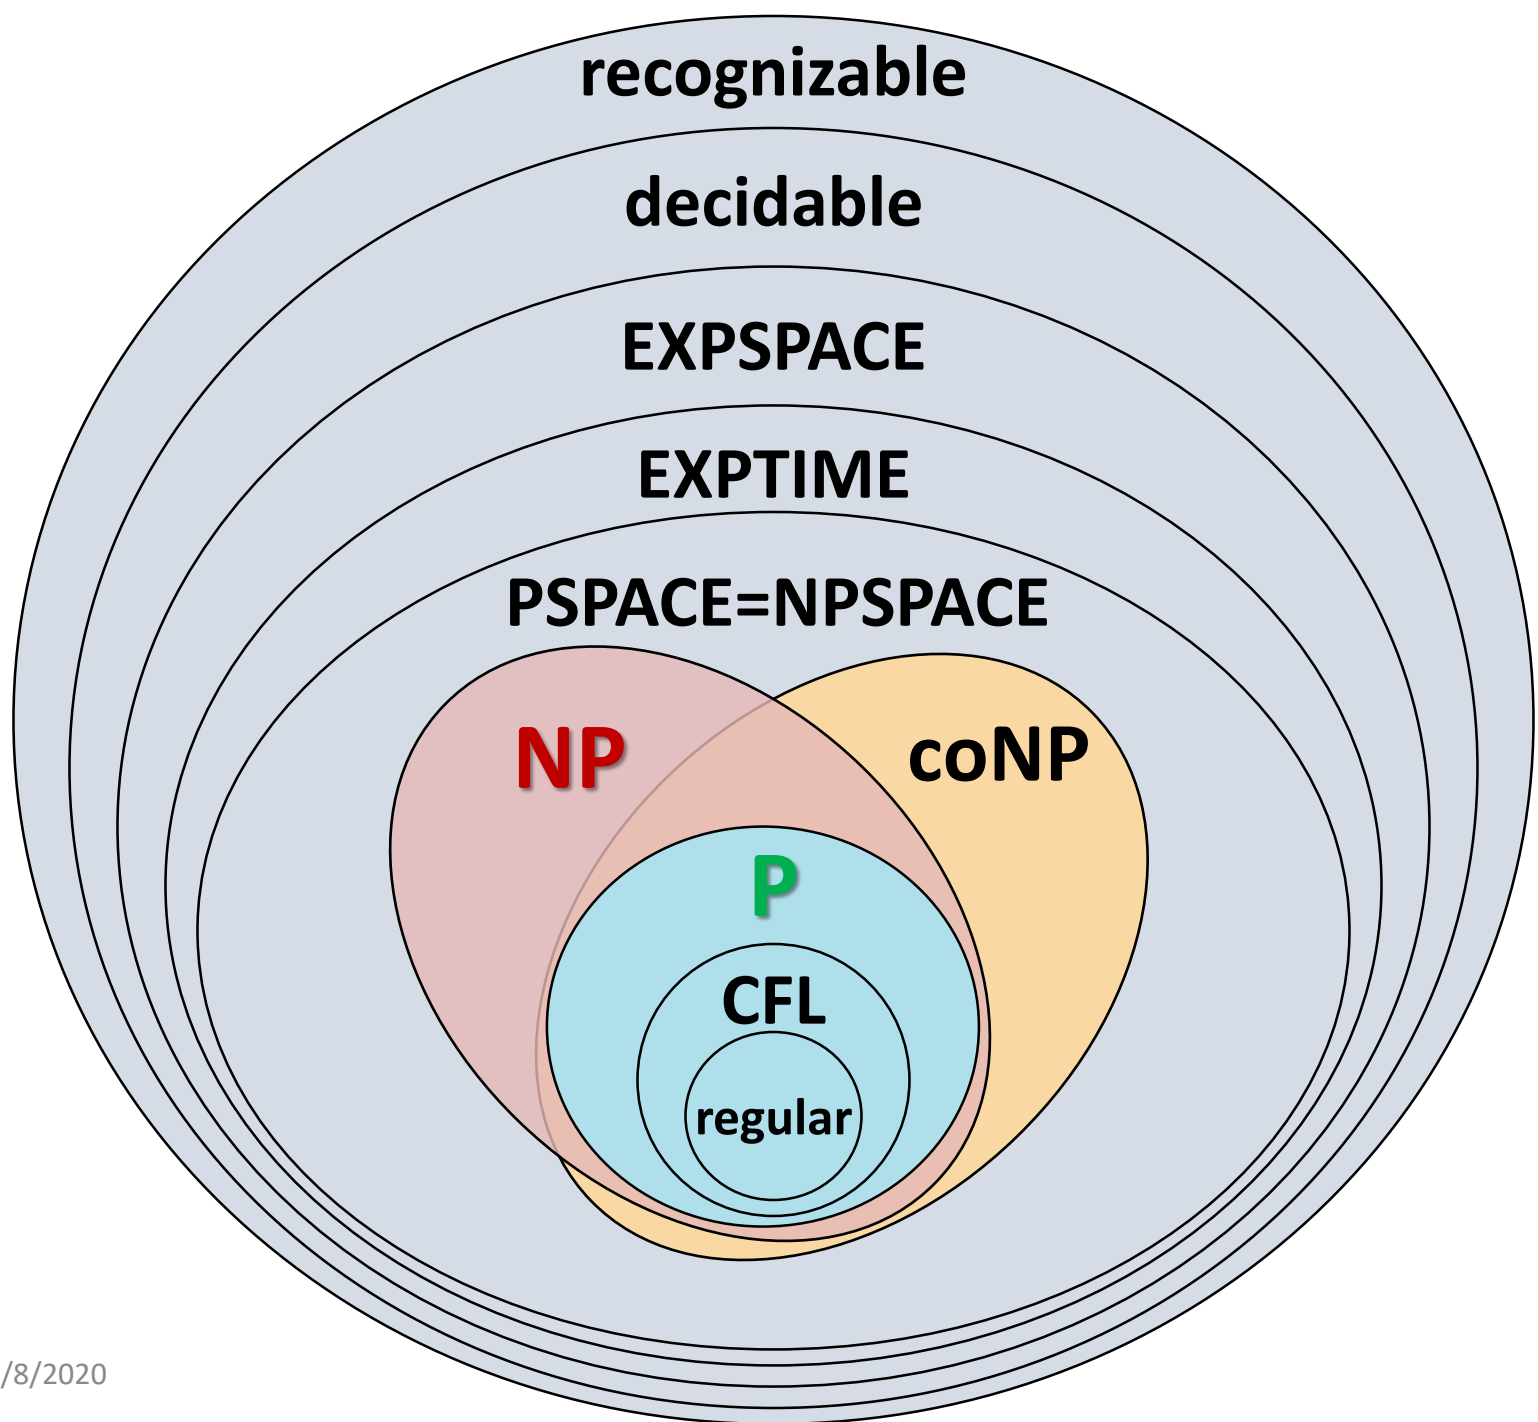 recognizable
decidable
EXPSPACE
EXPTIME
PSPACE=NPSPACE
NP
coNP
P
CFL
regular
/8/2020